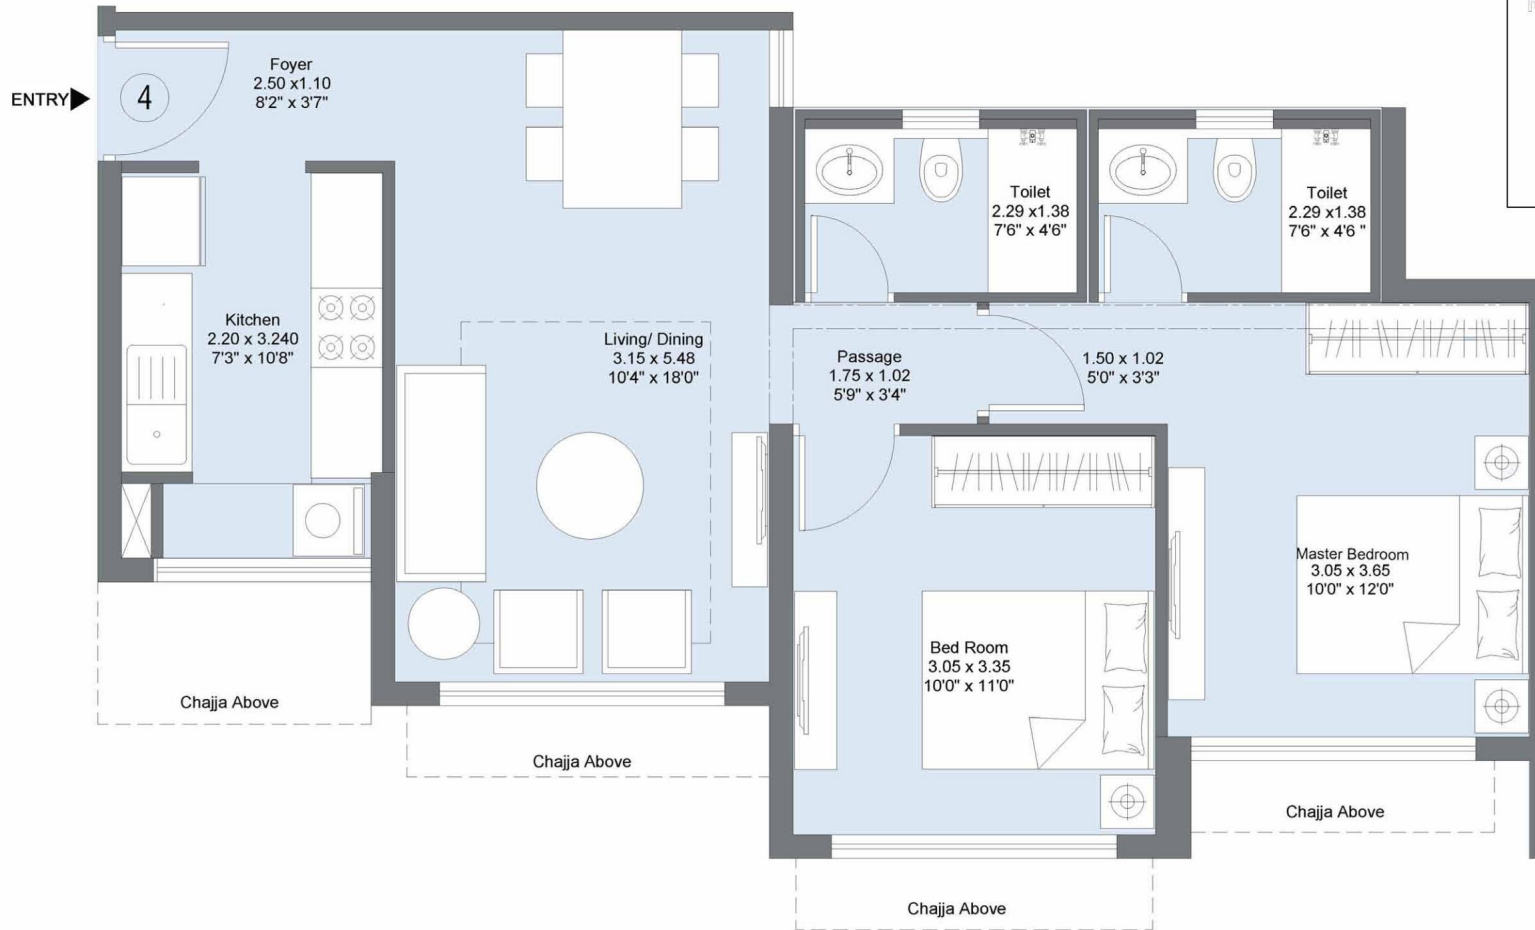 ENTRY
4
Foyer
2.50 x1.10
8'2" x 3'7"
Toilet
2.29 x1.38
7'6" x 4'6"
Toilet
2.29 x1.38
7'6" x 4'6 "
Kitchen
2.20 x 3.240
7'3" x 10'8"
Living/ Dining
3.15 x 5.48
10'4" x 18'0"
Passage
1.75 x 1.02
5'9" x 3'4"
1.50 x 1.02
5'0" x 3'3"
Master Bedroom
3.05 x 3.65
10'0" x 12'0"
Bed Room
3.05 x 3.35
10'0" x 11'0"
Chajja Above
Chajja Above
Chajja Above
Chajja Above